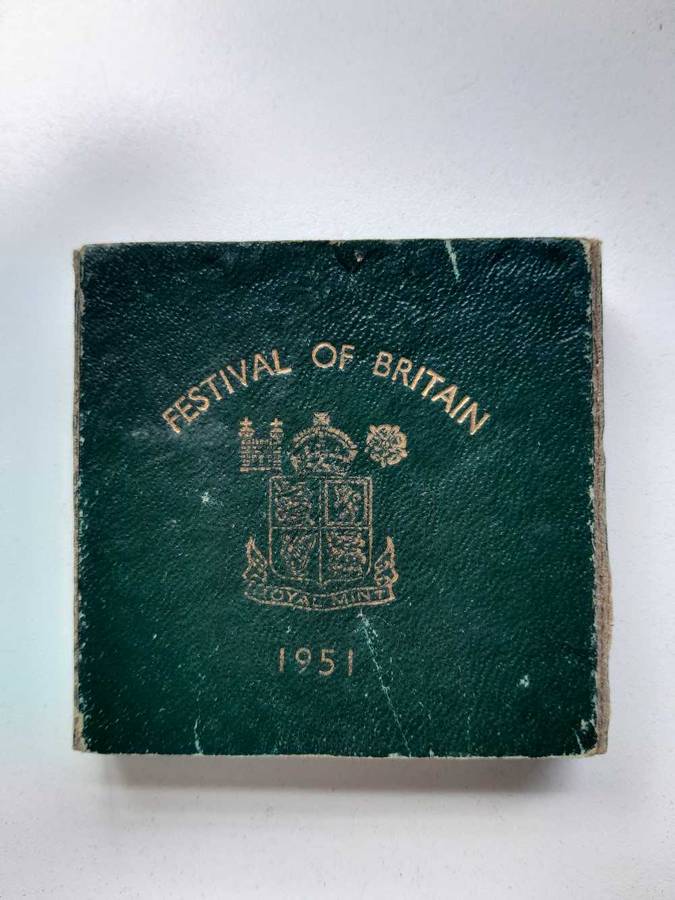 FESTIVAL OF BRITAIN
ROYAL MINT
1951